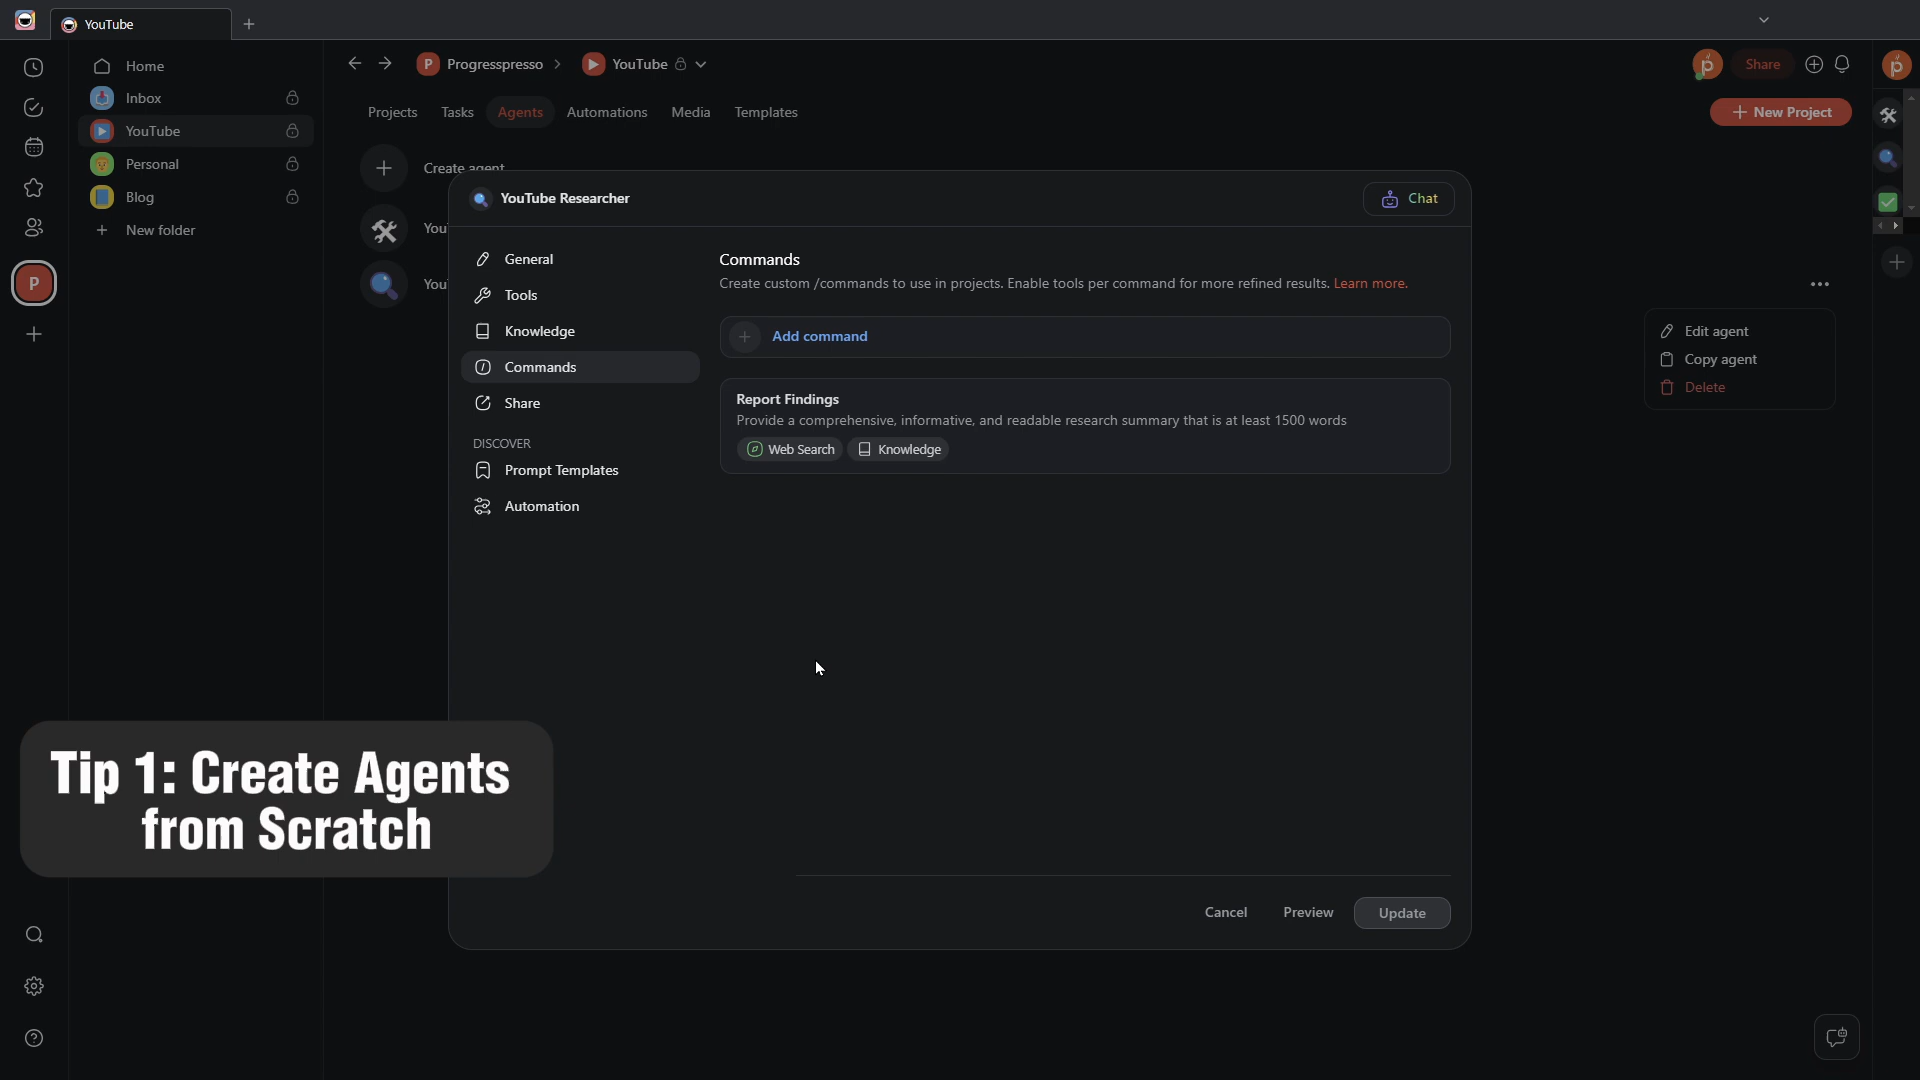 YouTube
Home
Inbox
YouTube
Personal
Blog
New folder
P
P Progresspresso > YouTube
p Share p
Projects Tasks Agents Automations Media Templates
New Project
Create agent
You
You
YouTube Researcher
Chat
General
Tools
Knowledge
Commands
Share
DISCOVER
Prompt Templates
Automation
Commands
Create custom /commands to use in projects. Enable tools per command for more refined results. Learn more.
Add command
Report Findings
Provide a comprehensive, informative, and readable research summary that is at least 1500 words
Web Search Knowledge
Edit agent
Copy agent
Delete
Tip 1: Create Agents
from Scratch
Cancel Preview Update